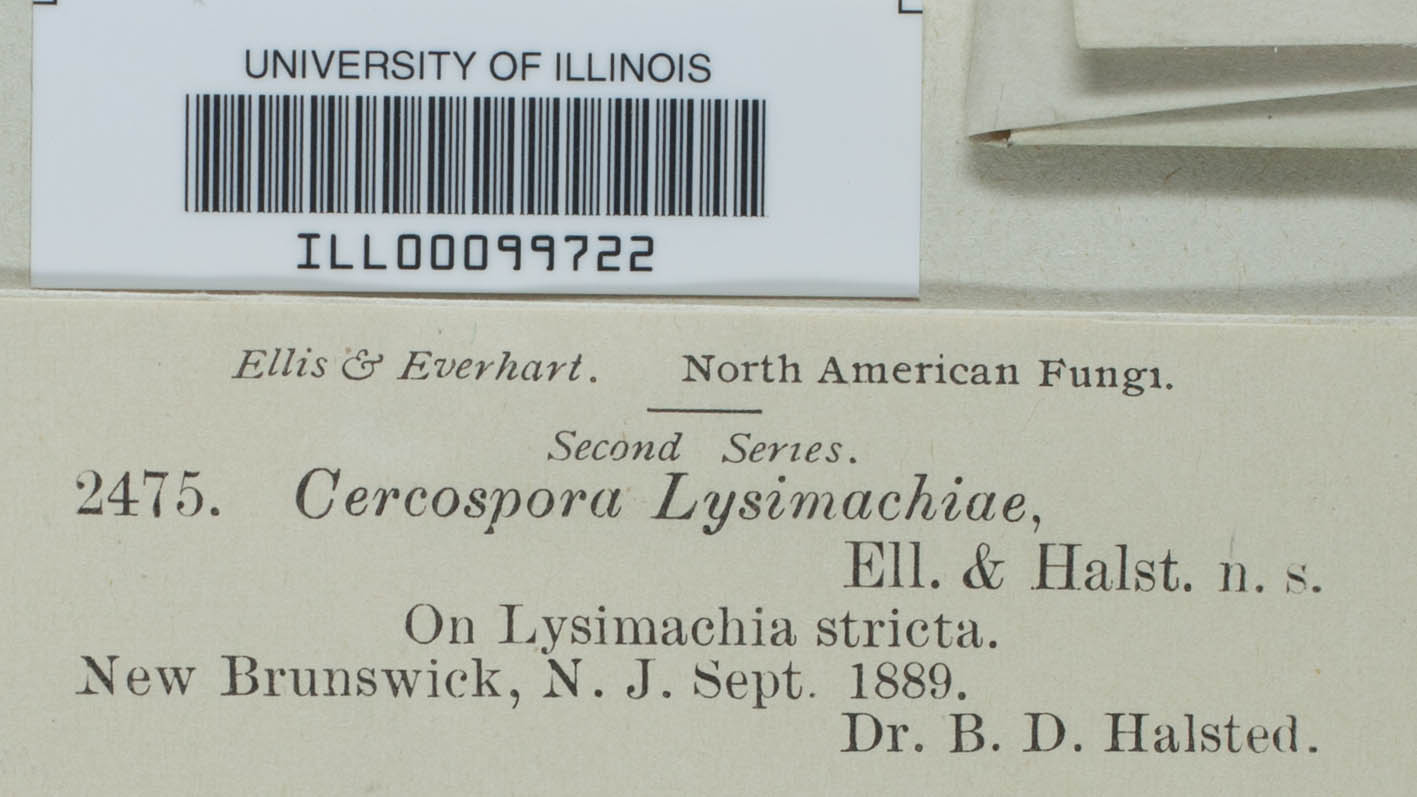 UNIVERSITY OF ILLINOIS
ILL00099722
Ellis & Everhart. North American Fungi.
Second Series.
2475. Cercospora Lysimachiae,
Ell. & Halst. n. s.
On Lysimachia stricta.
New Brunswick, N. J. Sept. 1889.
Dr. B. D. Halsted.